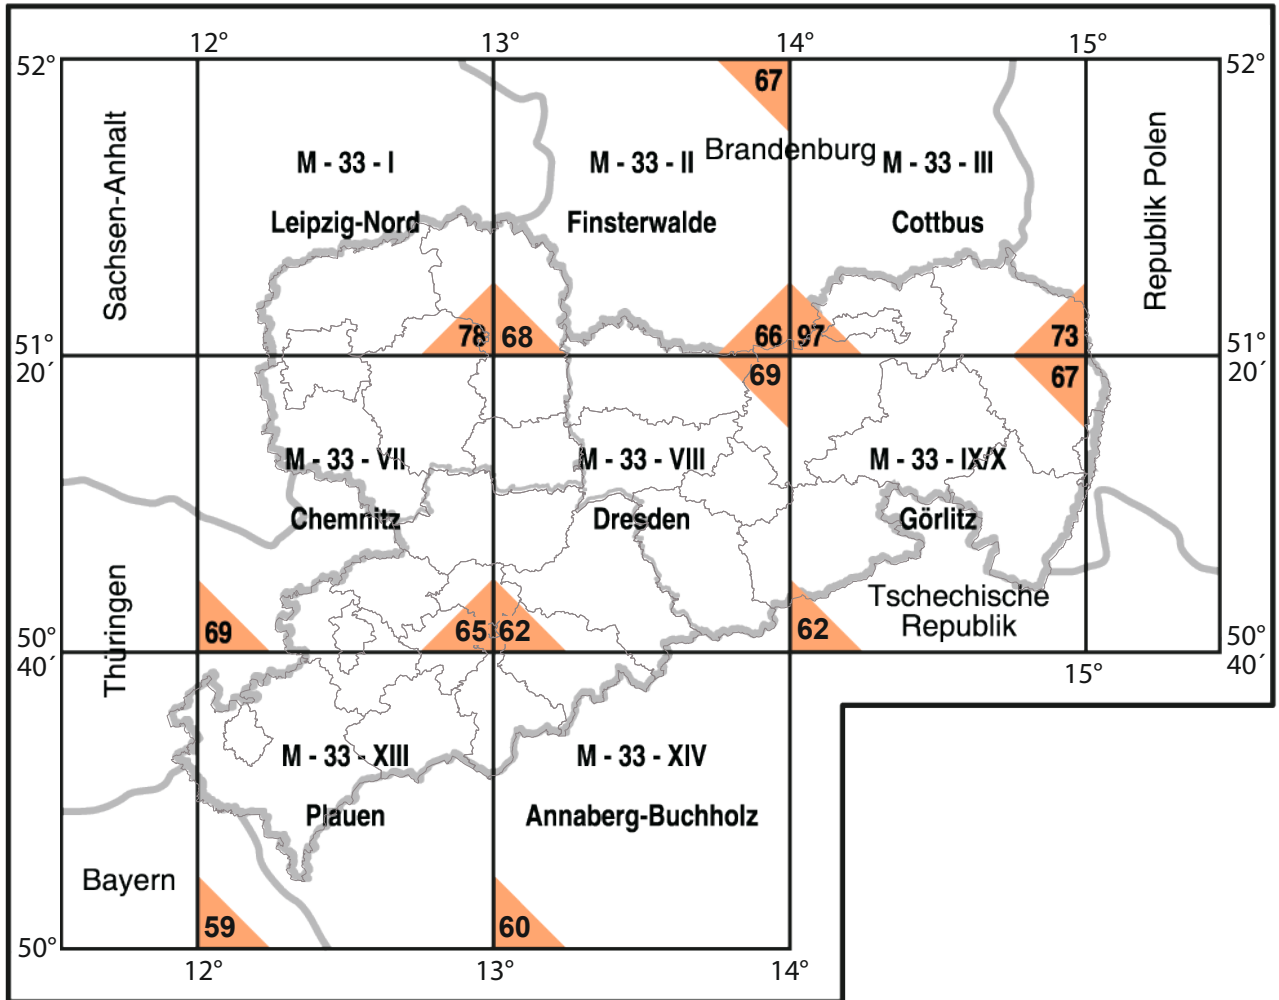 12° 13° 14° 15°
52° 52°
67
Sachsen-Anhalt
Republik Polen
Brandenburg
M - 33 - I M - 33 - II M - 33 - III
Leipzig-Nord Finsterwalde Cottbus
78 68 66 97 73
51° 51°
20´ 20´
69 67
M - 33 - VII M - 33 - VIII M - 33 - IX/X
Chemnitz Dresden Görlitz
Thüringen
Tschechische
Republik
69 65 62 62
50° 50°
40´ 40´
15°
M - 33 - XIII M - 33 - XIV
Plauen Annaberg-Buchholz
Bayern
59 60
50°
12° 13° 14°